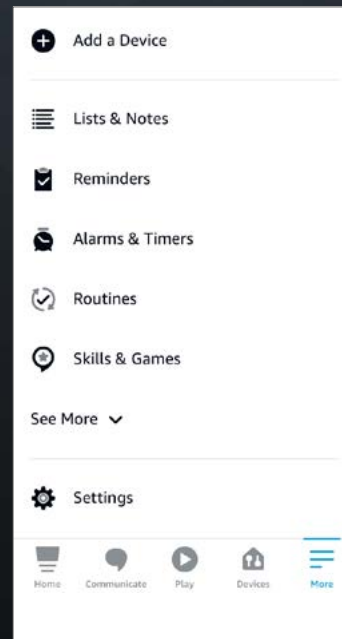 Add a Device
Lists & Notes
Reminders
Alarms & Timers
Routines
Skills & Games
See More
Settings
Home Communicate Play Devices More